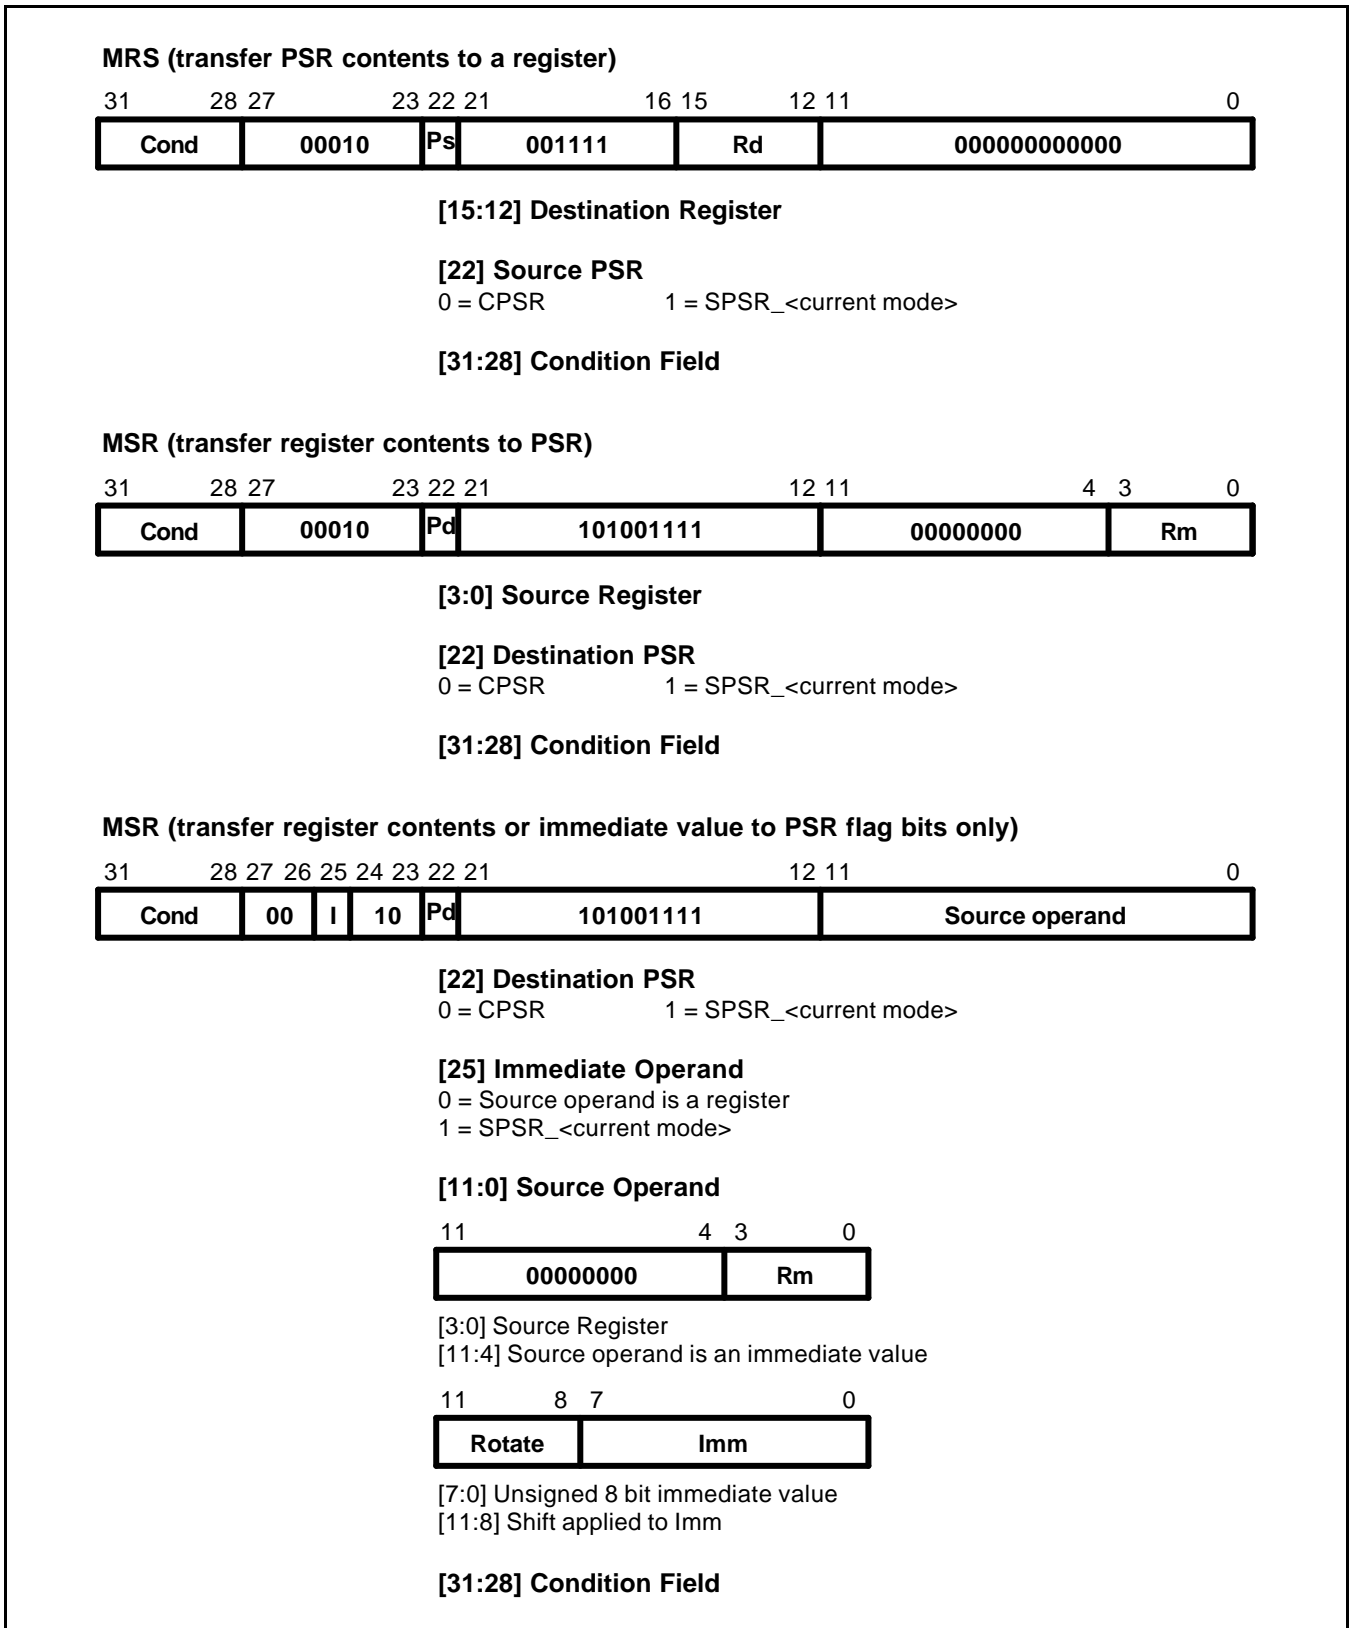 MRS (transfer PSR contents to a register)
31 28 27 23 22 21 16 15 12 11 0
Cond 00010 Ps 001111 Rd 000000000000
[15:12] Destination Register
[22] Source PSR
0 = CPSR 1 = SPSR_<current mode>
[31:28] Condition Field
MSR (transfer register contents to PSR)
31 28 27 23 22 21 12 11 4 3 0
Cond 00010 Pd 101001111 00000000 Rm
[3:0] Source Register
[22] Destination PSR
0 = CPSR 1 = SPSR_<current mode>
[31:28] Condition Field
MSR (transfer register contents or immediate value to PSR flag bits only)
31 28 27 26 25 24 23 22 21 12 11 0
Cond 00 I 10 Pd 101001111 Source operand
[22] Destination PSR
0 = CPSR 1 = SPSR_<current mode>
[25] Immediate Operand
0 = Source operand is a register
1 = SPSR_<current mode>
[11:0] Source Operand
11 4 3 0
00000000 Rm
[3:0] Source Register
[11:4] Source operand is an immediate value
11 8 7 0
Rotate Imm
[7:0] Unsigned 8 bit immediate value
[11:8] Shift applied to Imm
[31:28] Condition Field